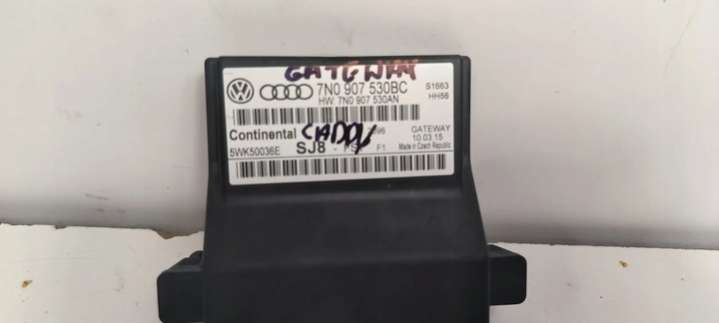 GATEWAY
7N0 907 530BC
S1663
HW: 7N0 907 530AN
HH56
Continental
CADDY
96
GATEWAY
5WK50036E
SJ8
F1
10.03.15
Made in Czech Republic